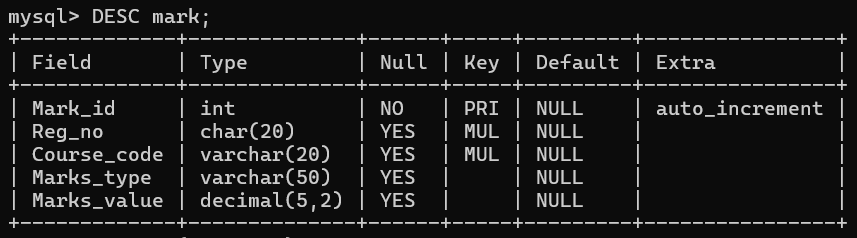 mysql> DESC mark;
+-------------+--------------+------+-----+---------+----------------+
| Field       | Type         | Null | Key | Default | Extra          |
+-------------+--------------+------+-----+---------+----------------+
| Mark_id     | int          | NO   | PRI | NULL    | auto_increment |
| Reg_no      | char(20)     | YES  | MUL | NULL    |                |
| Course_code | varchar(20)  | YES  | MUL | NULL    |                |
| Marks_type  | varchar(50)  | YES  |     | NULL    |                |
| Marks_value | decimal(5,2) | YES  |     | NULL    |                |
+-------------+--------------+------+-----+---------+----------------+